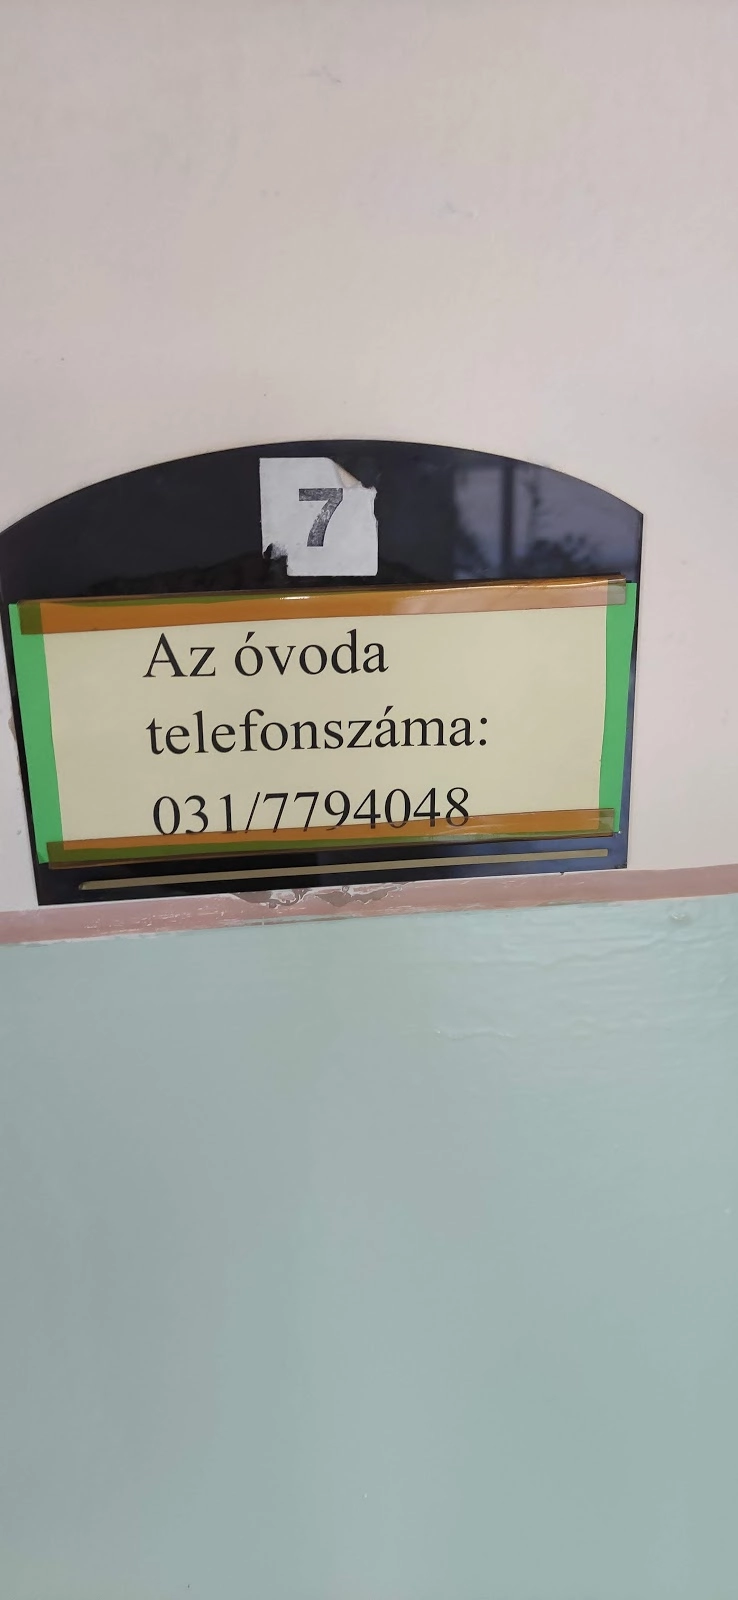 7
Az óvoda
telefonszáma:
031/7794048